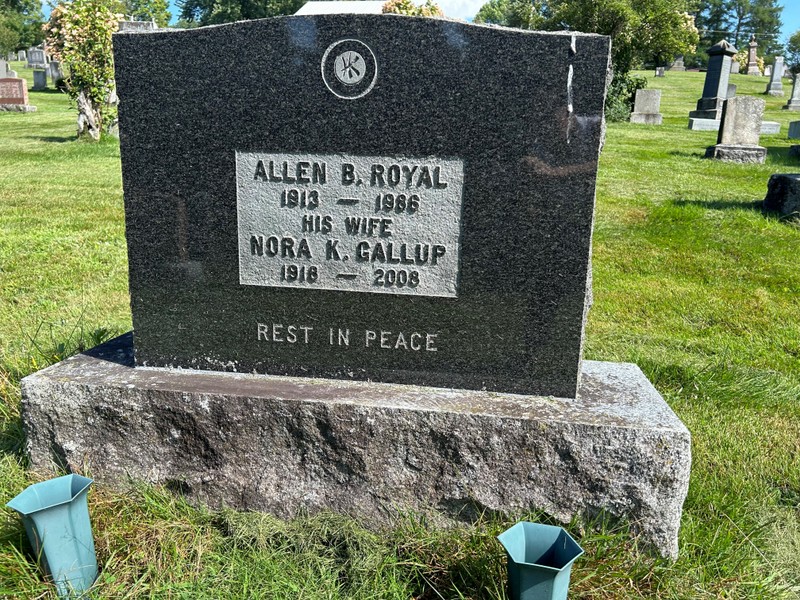 ALLEN B. ROYAL
1913 — 1986
HIS WIFE
NORA K. GALLUP
1918 — 2008
REST IN PEACE